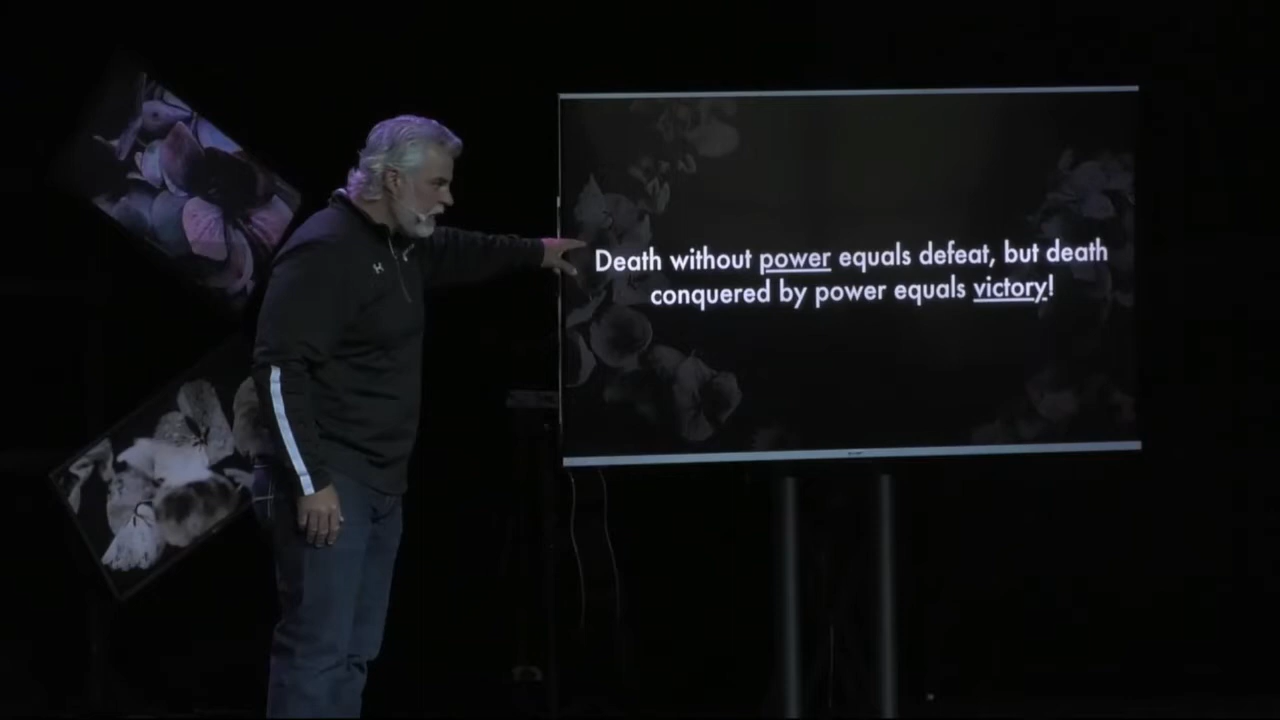 Death without power equals defeat, but death
conquered by power equals victory!